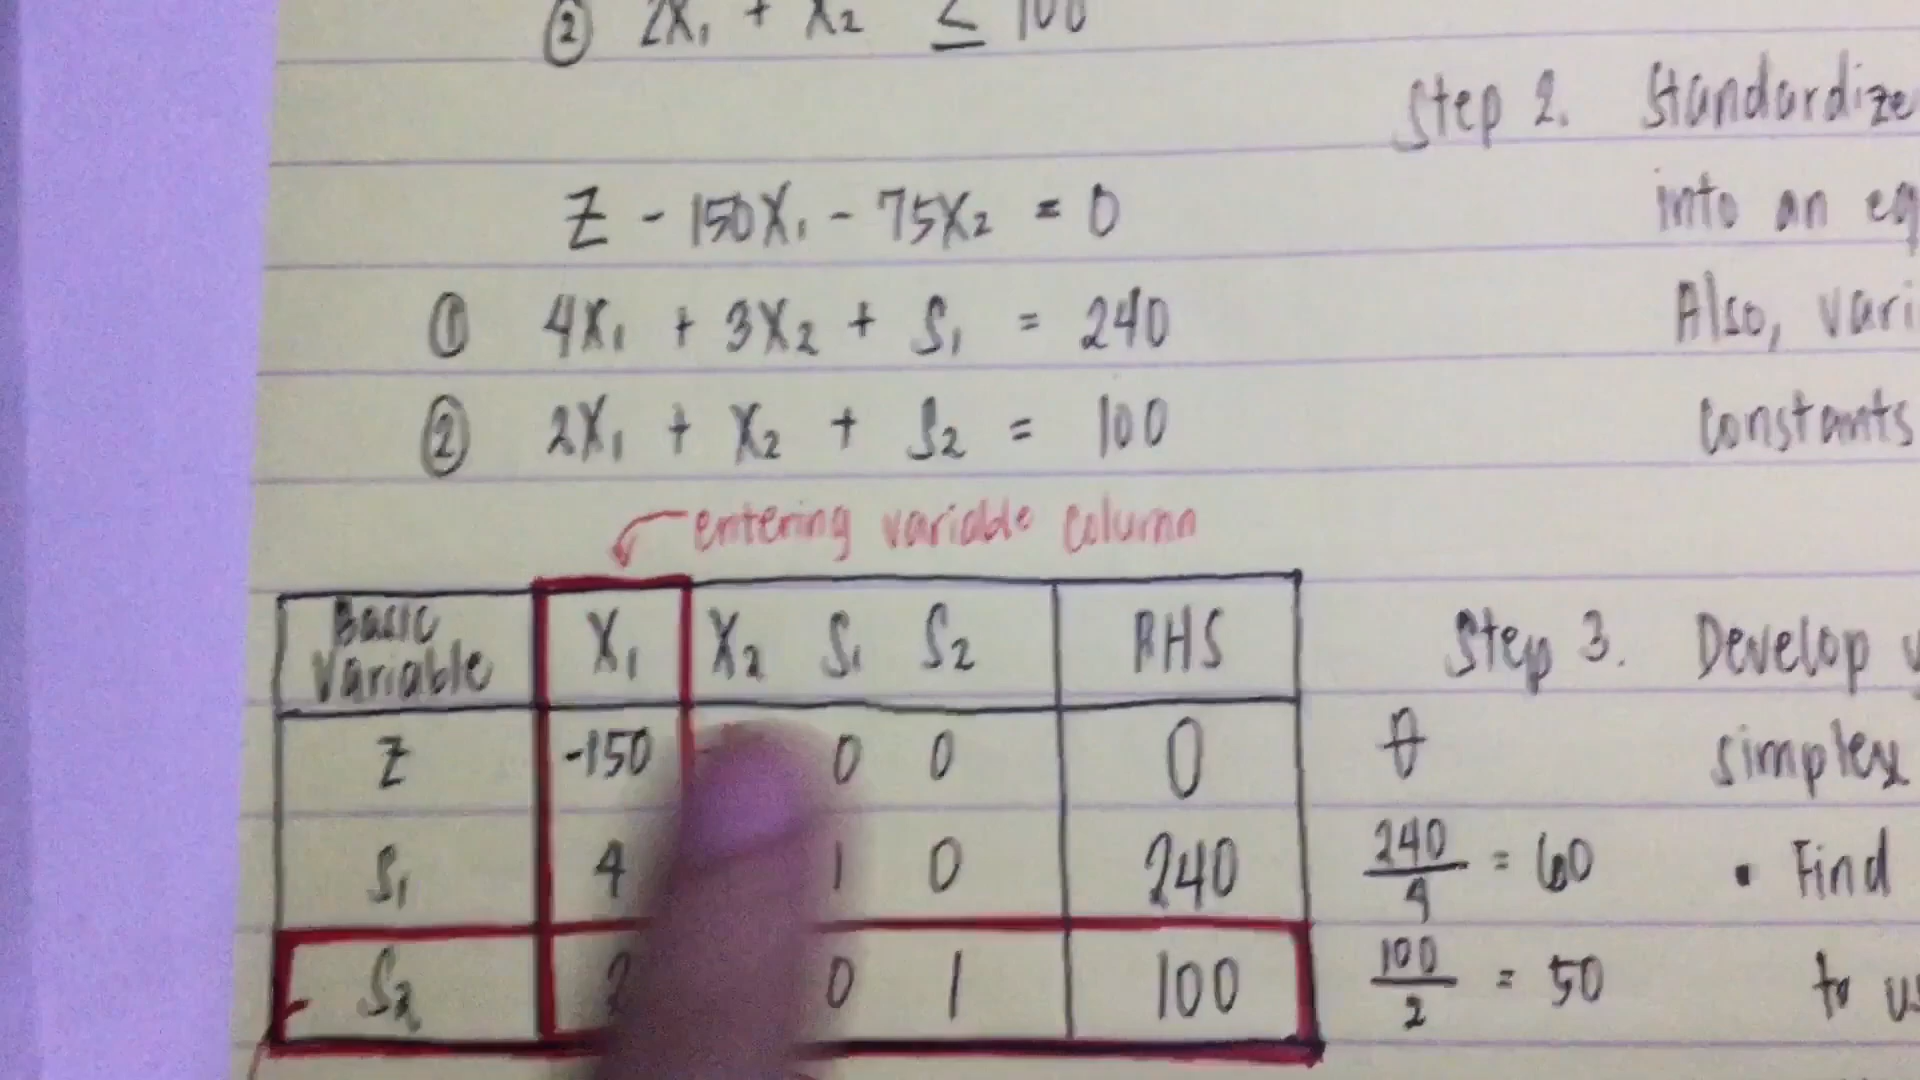 ② 2X₁ + X₂ ≤ 100
Step 2. Standardize
Z - 150X₁ - 75X₂ = 0
into an eq
① 4X₁ + 3X₂ + S₁ = 240
Also, vari
② 2X₁ + X₂ + S₂ = 100
constants
entering variable column
Basic Variable X₁ X₂ S₁ S₂ RHS
Step 3. Develop y
Z -150 0 0 0 θ
simplex
S₁ 4 1 0 240 240/4 = 60
• Find
S₂ 2 0 1 100 100/2 = 50
to us